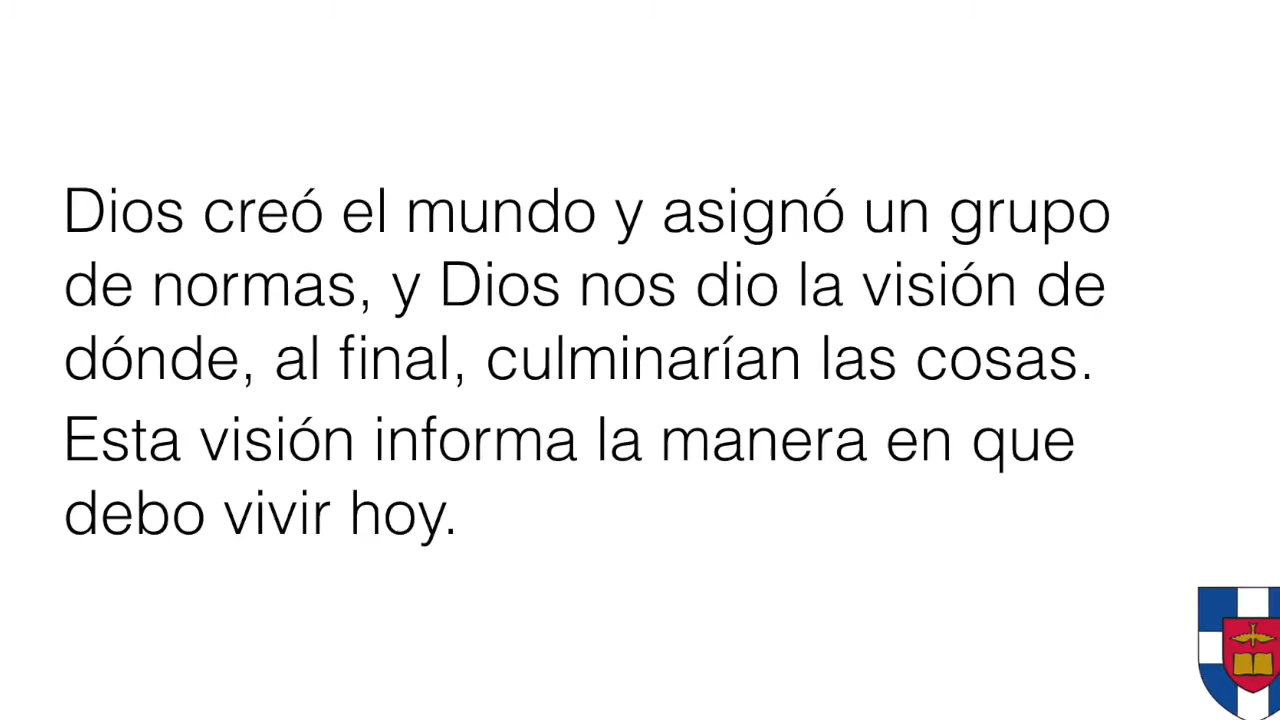 Dios creó el mundo y asignó un grupo
de normas, y Dios nos dio la visión de
dónde, al final, culminarían las cosas.
Esta visión informa la manera en que
debo vivir hoy.